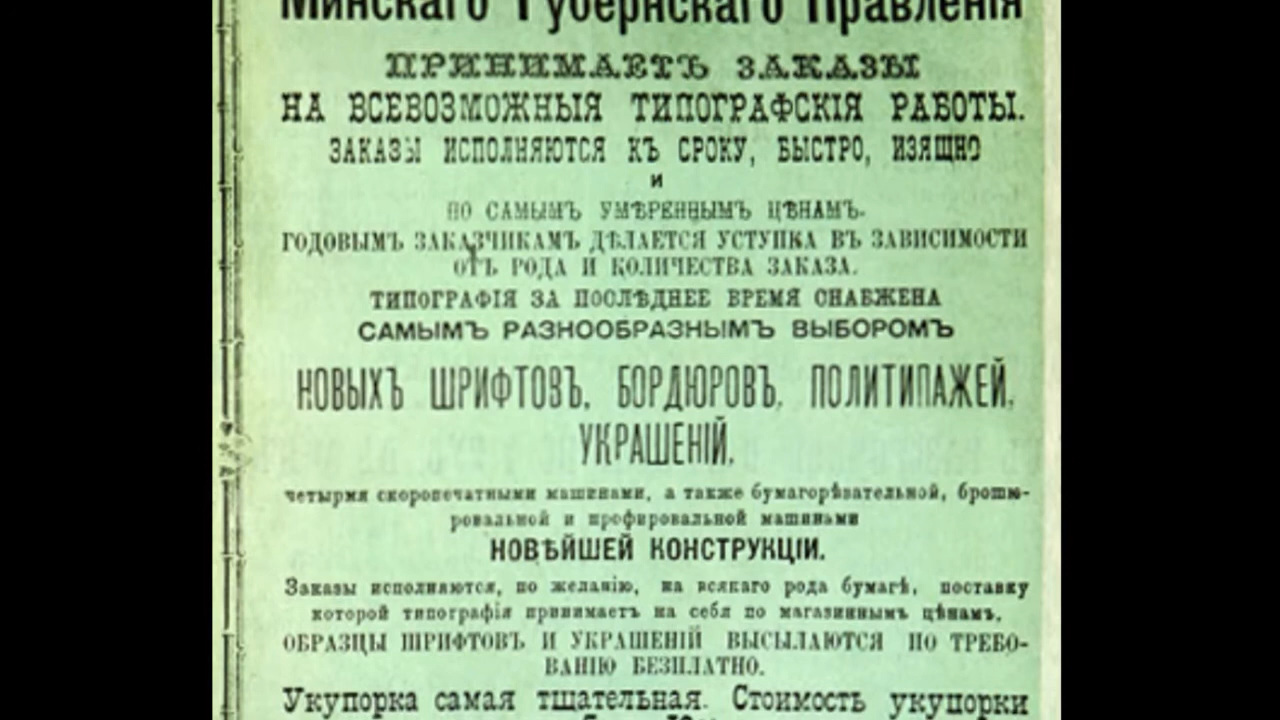 Минскаго Губернскаго Правленія
ПРИНИМАЕТЪ ЗАКАЗЫ
НА ВСЕВОЗМОЖНЫЯ ТИПОГРАФСКІЯ РАБОТЫ.
ЗАКАЗЫ ИСПОЛНЯЮТСЯ КЪ СРОКУ, БЫСТРО, ИЗЯЩНО
и
ПО САМЫМЪ УМѢРЕННЫМЪ ЦѢНАМЪ.
ГОДОВЫМЪ ЗАКАЗЧИКАМЪ ДѢЛАЕТСЯ УСТУПКА ВЪ ЗАВИСИМОСТИ
ОТЪ РОДА И КОЛИЧЕСТВА ЗАКАЗА.
ТИПОГРАФІЯ ЗА ПОСЛѢДНЕЕ ВРЕМЯ СНАБЖЕНА
САМЫМЪ РАЗНООБРАЗНЫМЪ ВЫБОРОМЪ
НОВЫХЪ ШРИФТОВЪ, БОРДЮРОВЪ, ПОЛИТИПАЖЕЙ,
УКРАШЕНІЙ,
четырмя скоропечатными машинами, а также бумагорѣзательной, брошю-
ровальной и профировальной машинами
НОВѢЙШЕЙ КОНСТРУКЦІИ.
Заказы исполняются, по желанію, на всякаго рода бумагѣ, поставку
которой типографія принимаетъ на себя по магазиннымъ цѣнамъ.
ОБРАЗЦЫ ШРИФТОВЪ И УКРАШЕНІЙ ВЫСЫЛАЮТСЯ ПО ТРЕБО-
ВАНІЮ БЕЗПЛАТНО.
Укупорка самая тщательная. Стоимость укупорки